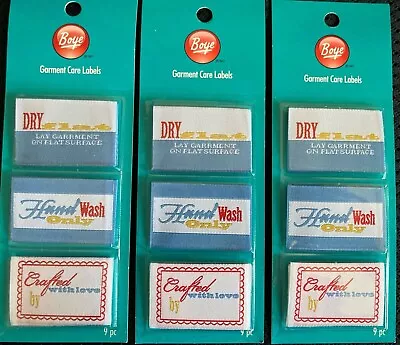 Boye
Garment Care Labels
DRY flat
LAY GARMENT
ON FLAT SURFACE
Hand Wash
Only
Crafted
with love
by
9 pc
Boye
Garment Care Labels
DRY flat
LAY GARMENT
ON FLAT SURFACE
Hand Wash
Only
Crafted
with love
by
9 pc
Boye
Garment Care Labels
DRY flat
LAY GARMENT
ON FLAT SURFACE
Hand Wash
Only
Crafted
with love
by
9 pc